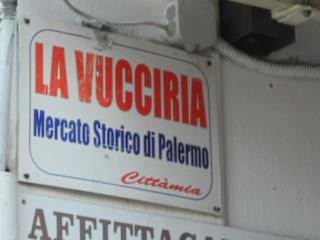 LA VUCCIRIA
Mercato Storico di Palermo
Cittàmia